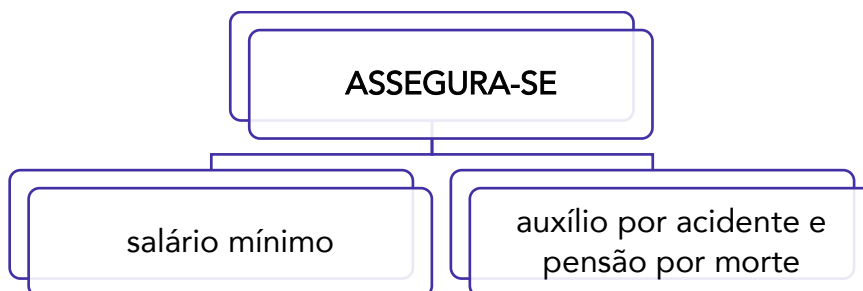 ASSEGURA-SE
salário mínimo
auxílio por acidente e
pensão por morte